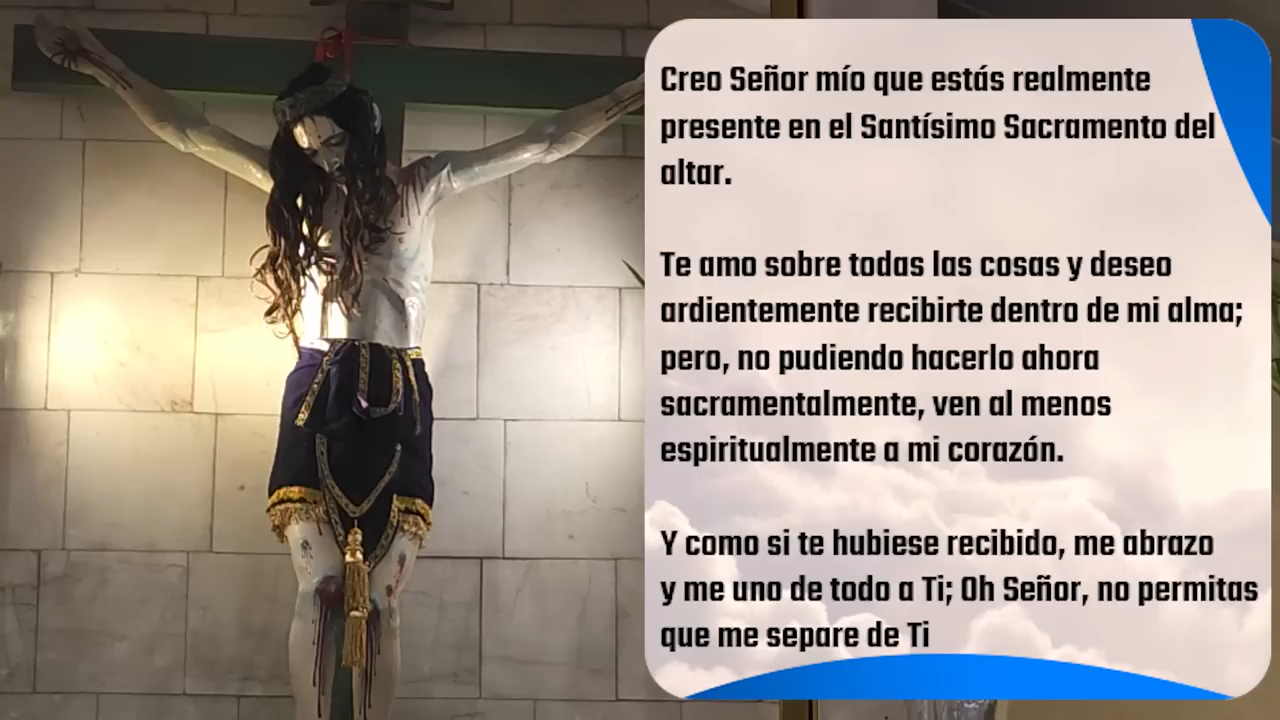 Creo Señor mío que estás realmente
presente en el Santísimo Sacramento del
altar.
Te amo sobre todas las cosas y deseo
ardientemente recibirte dentro de mi alma;
pero, no pudiendo hacerlo ahora
sacramentalmente, ven al menos
espiritualmente a mi corazón.
Y como si te hubiese recibido, me abrazo
y me uno de todo a Ti; Oh Señor, no permitas
que me separe de Ti